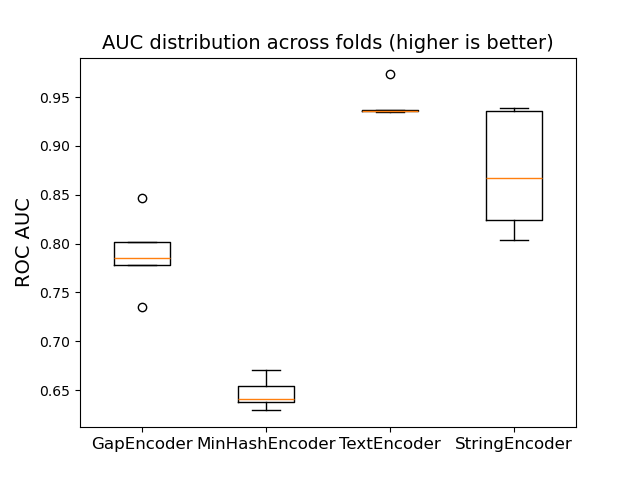 AUC distribution across folds (higher is better)
ROC AUC
0.95
0.90
0.85
0.80
0.75
0.70
0.65
GapEncoder MinHashEncoder TextEncoder StringEncoder